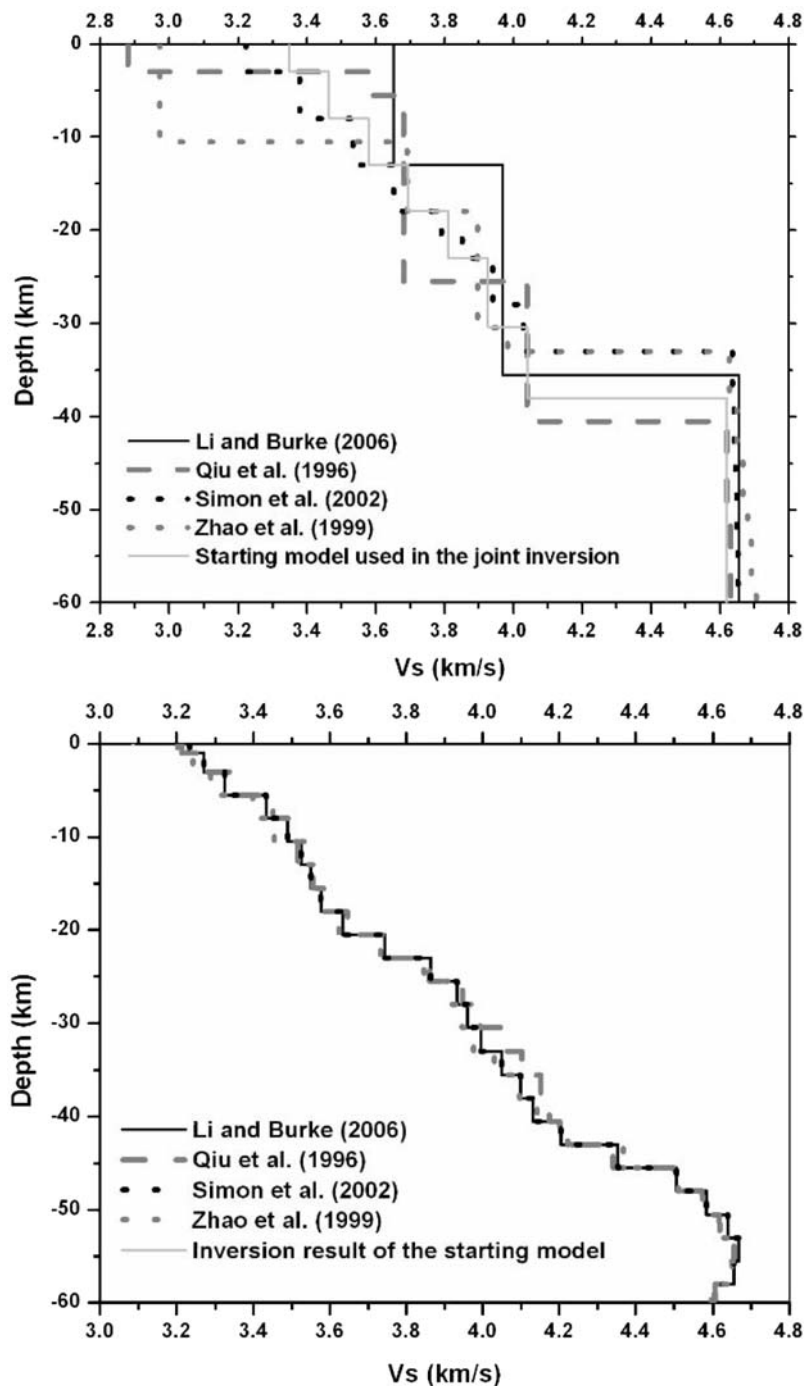 2.8 3.0 3.2 3.4 3.6 3.8 4.0 4.2 4.4 4.6 4.8
0
-10
-20
-30
-40
-50
-60
Depth (km)
Li and Burke (2006)
Qiu et al. (1996)
Simon et al. (2002)
Zhao et al. (1999)
Starting model used in the joint inversion
2.8 3.0 3.2 3.4 3.6 3.8 4.0 4.2 4.4 4.6 4.8
Vs (km/s)
3.0 3.2 3.4 3.6 3.8 4.0 4.2 4.4 4.6 4.8
0
-10
-20
-30
-40
-50
-60
Depth (km)
Li and Burke (2006)
Qiu et al. (1996)
Simon et al. (2002)
Zhao et al. (1999)
Inversion result of the starting model
3.0 3.2 3.4 3.6 3.8 4.0 4.2 4.4 4.6 4.8
Vs (km/s)